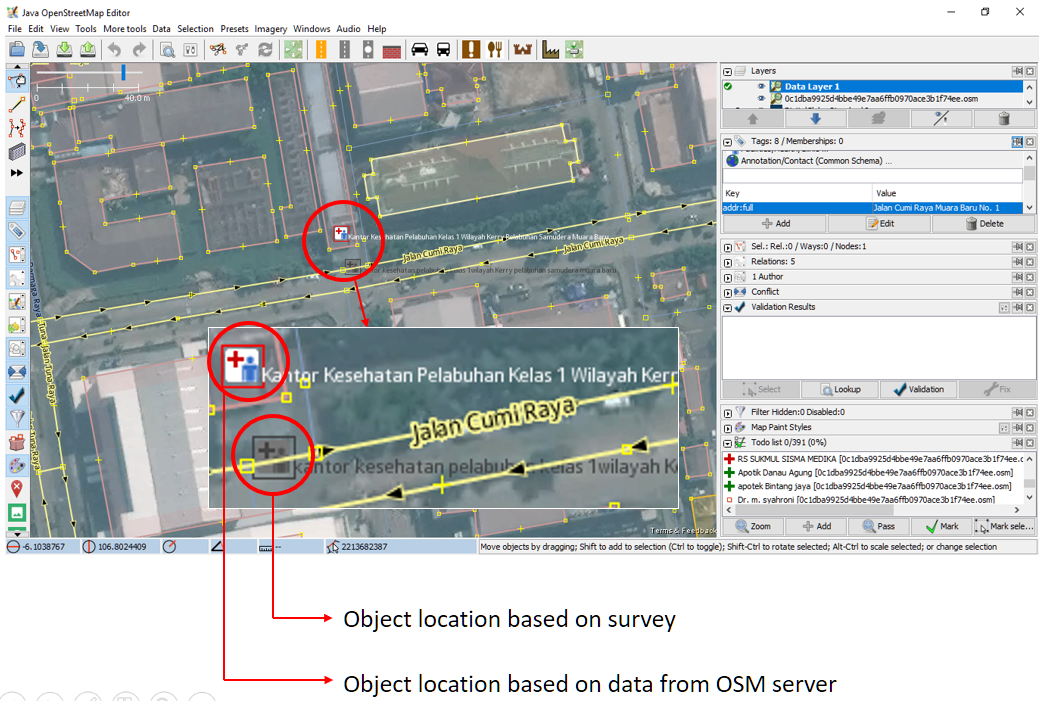 Java OpenStreetMap Editor
File Edit View Tools More tools Data Selection Presets Imagery Windows Audio Help
0 40.0 m
Kantor Kesehatan Pelabuhan Kelas 1 Wilayah Kerry Pelabuhan Samudera Muara Baru
Jalan Cumi Raya Jalan Cumi Raya
Kantor kesehatan pelabuhan kelas 1wilayah Kerry pelabuhan samudera muara baru
Kantor Kesehatan Pelabuhan Kelas 1 Wilayah Kerr
Jalan Cumi Raya
kantor kesehatan pelabuhan kelas 1wilayah K
Terms & Feedback
Layers
Data Layer 1
0c1dba9925d4bbe49e7aa6ffb0970ace3b1f74ee.osm
Tags: 8 / Memberships: 0
Annotation/Contact (Common Schema) ...
Key Value
addr:full Jalan Cumi Raya Muara Baru No. 1
Add Edit Delete
Sel.: Rel.:0 / Ways:0 / Nodes:1
Relations: 5
1 Author
Conflict
Validation Results
Select Lookup Validation Fix
Filter Hidden:0 Disabled:0
Map Paint Styles
Todo list 0/391 (0%)
RS SUKMUL SISMA MEDIKA [0c1dba9925d4bbe49e7aa6ffb0970ace3b1f74ee.c
Apotik Danau Agung [0c1dba9925d4bbe49e7aa6ffb0970ace3b1f74ee.osm]
apotek Bintang jaya [0c1dba9925d4bbe49e7aa6ffb0970ace3b1f74ee.osm]
Dr. m. syahroni [0c1dba9925d4bbe49e7aa6ffb0970ace3b1f74ee.osm]
Zoom Add Pass Mark Mark sele...
-6.1038767 106.8024409 -- 2213682387 Move objects by dragging; Shift to add to selection (Ctrl to toggle); Shift-Ctrl to rotate selected; Alt-Ctrl to scale selected; or change selection
Object location based on survey
Object location based on data from OSM server